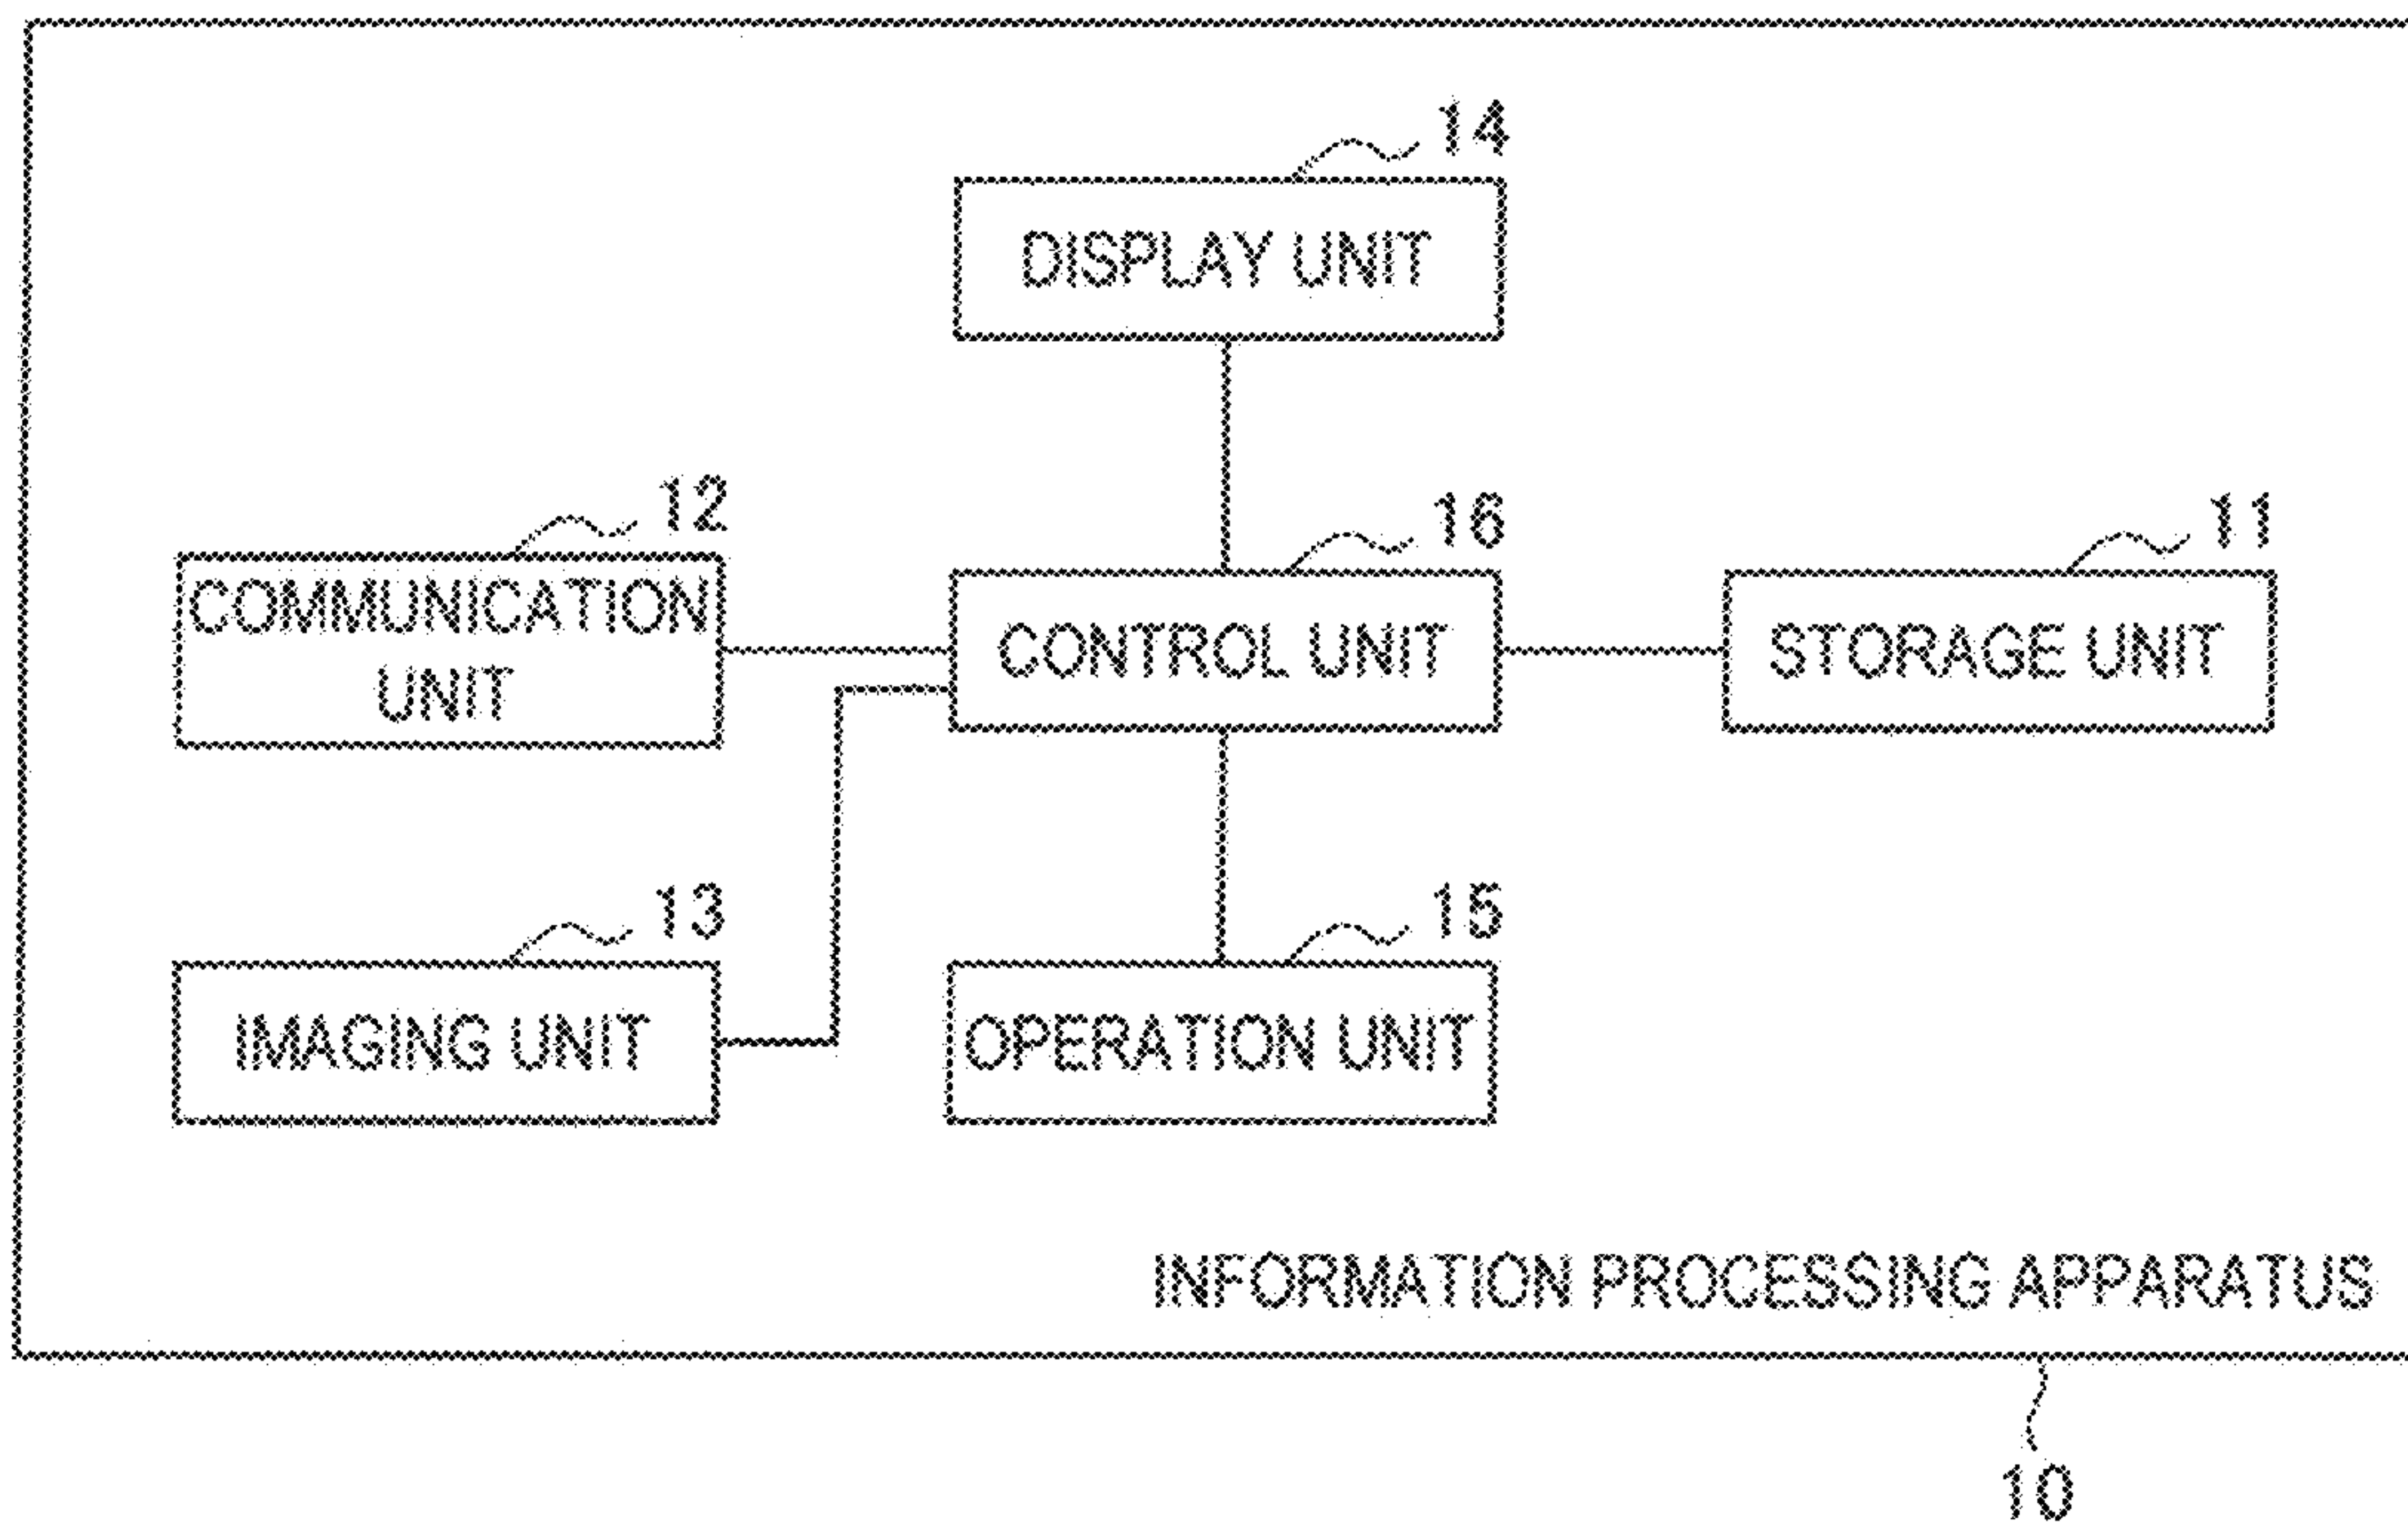 14
DISPLAY UNIT
12
16
11
COMMUNICATION
UNIT
CONTROL UNIT
STORAGE UNIT
13
15
IMAGING UNIT
OPERATION UNIT
INFORMATION PROCESSING APPARATUS
10